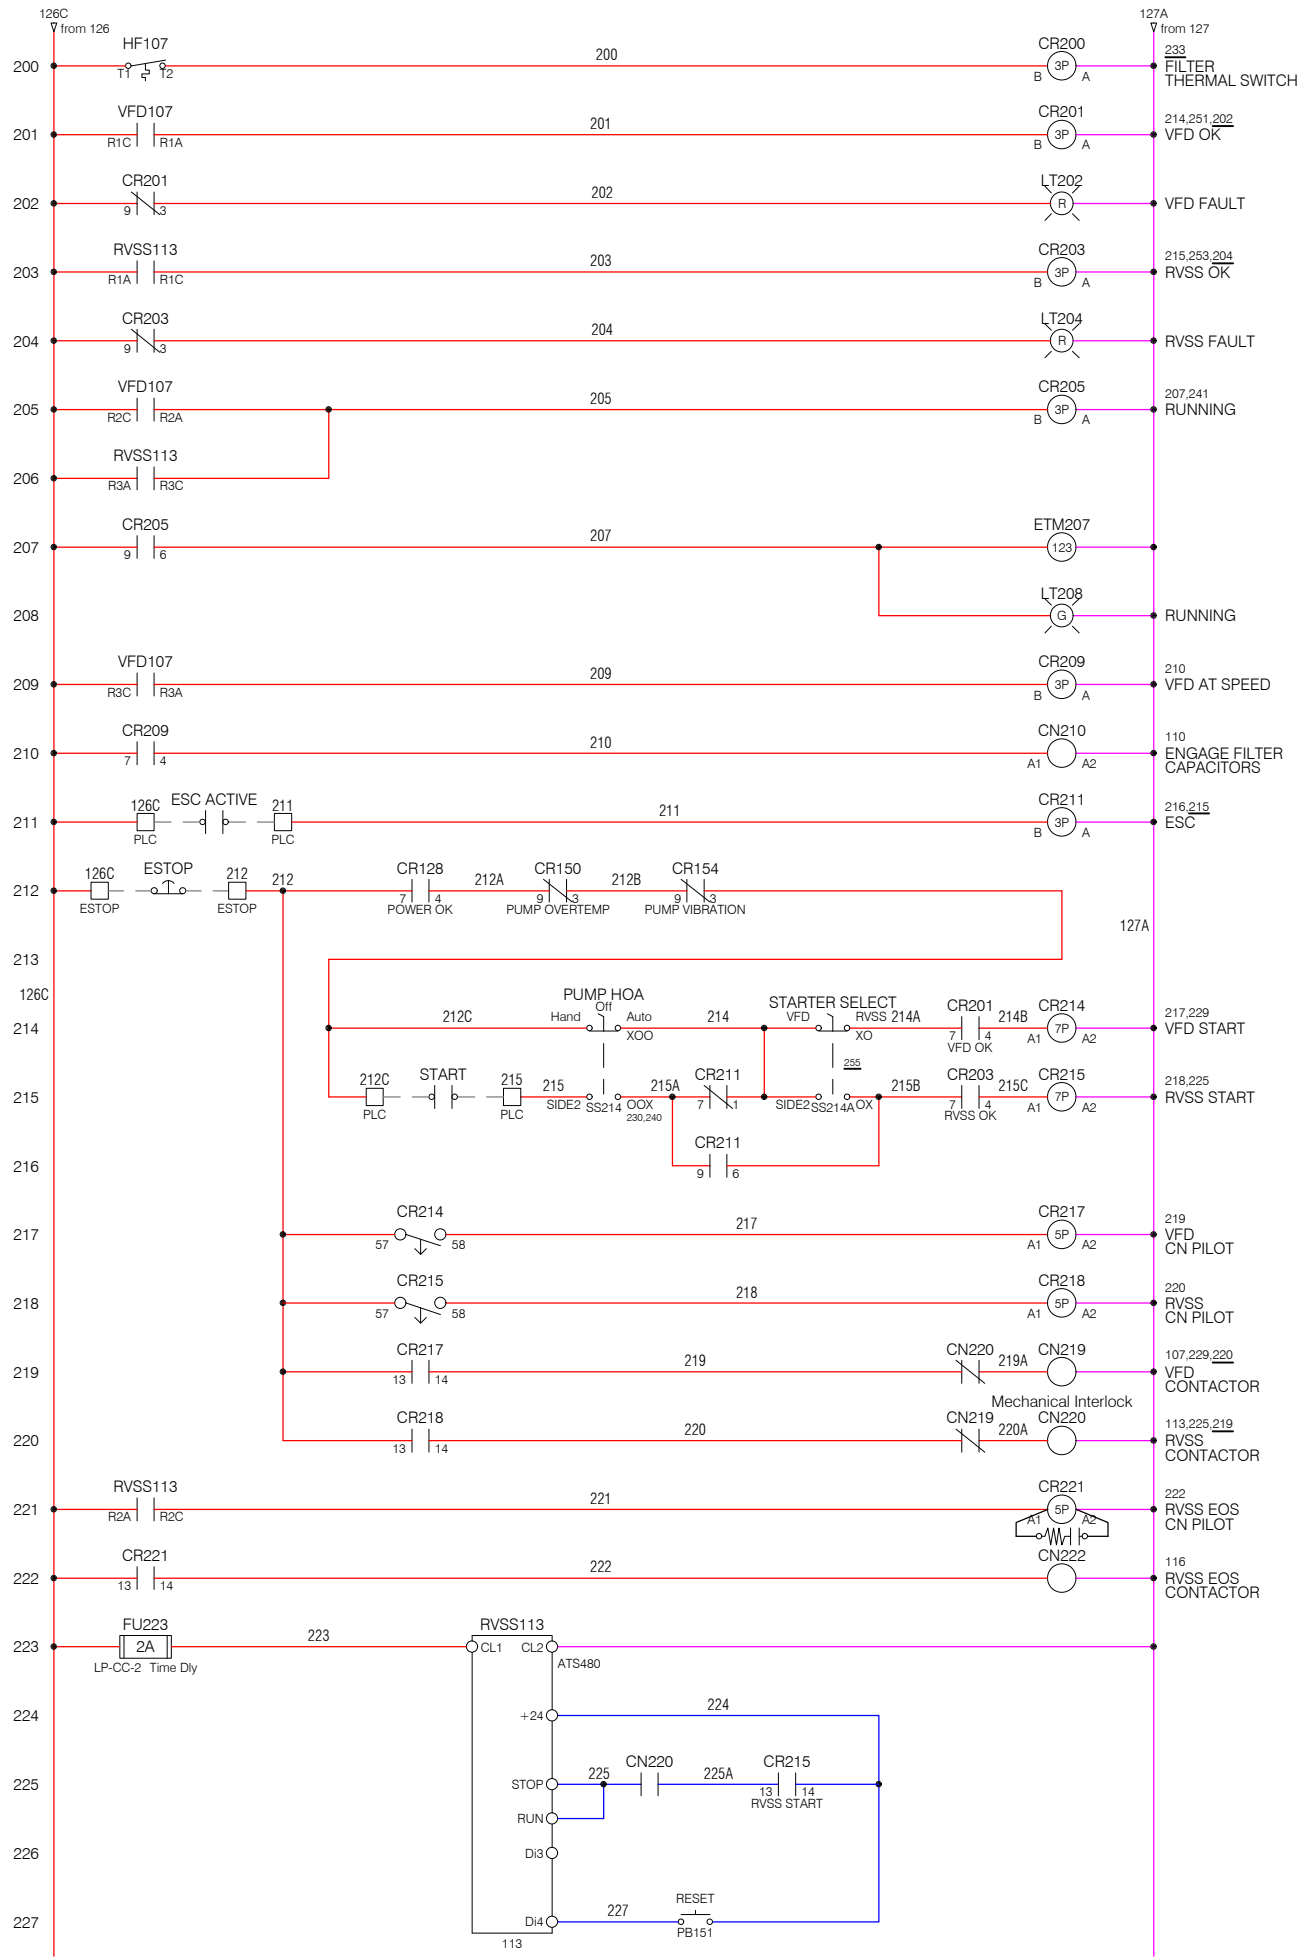 126C
from 126
127A
from 127
200
HF107
T1
T2
200
CR200
3P
B
A
233
FILTER
THERMAL SWITCH
201
VFD107
R1C
R1A
201
CR201
3P
B
A
214,251,202
VFD OK
202
CR201
9
3
202
LT202
R
VFD FAULT
203
RVSS113
R1A
R1C
203
CR203
3P
B
A
215,253,204
RVSS OK
204
CR203
9
3
204
LT204
R
RVSS FAULT
205
VFD107
R2C
R2A
205
CR205
3P
B
A
207,241
RUNNING
206
RVSS113
R3A
R3C
207
CR205
9
6
207
ETM207
123
208
LT208
G
RUNNING
209
VFD107
R3C
R3A
209
CR209
3P
B
A
210
VFD AT SPEED
210
CR209
7
4
210
CN210
A1
A2
110
ENGAGE FILTER
CAPACITORS
211
126C
PLC
ESC ACTIVE
211
PLC
211
CR211
3P
B
A
216,215
ESC
212
126C
ESTOP
ESTOP
212
ESTOP
212
CR128
7
4
POWER OK
212A
CR150
9
3
PUMP OVERTEMP
212B
CR154
9
3
PUMP VIBRATION
127A
213
126C
214
212C
PUMP HOA
Off
Hand
Auto
XOO
214
STARTER SELECT
VFD
RVSS
XO
214A
CR201
7
4
VFD OK
214B
CR214
7P
A1
A2
217,229
VFD START
255
215
212C
PLC
START
215
PLC
215
SIDE2
SS214
OOX
230,240
215A
CR211
7
1
SIDE2
SS214A
OX
215B
CR203
7
4
RVSS OK
215C
CR215
7P
A1
A2
218,225
RVSS START
216
CR211
9
6
217
CR214
57
58
217
CR217
5P
A1
A2
219
VFD
CN PILOT
218
CR215
57
58
218
CR218
5P
A1
A2
220
RVSS
CN PILOT
219
CR217
13
14
219
CN220
219A
CN219
107,229,220
VFD
CONTACTOR
Mechanical Interlock
220
CR218
13
14
220
CN219
220A
CN220
113,225,219
RVSS
CONTACTOR
221
RVSS113
R2A
R2C
221
CR221
5P
A1
A2
222
RVSS EOS
CN PILOT
222
CR221
13
14
222
CN222
116
RVSS EOS
CONTACTOR
223
FU223
2A
LP-CC-2 Time Dly
223
RVSS113
CL1
CL2
ATS480
224
+24
224
225
STOP
225
CN220
225A
CR215
13
14
RVSS START
RUN
226
Di3
227
Di4
227
RESET
PB151
113